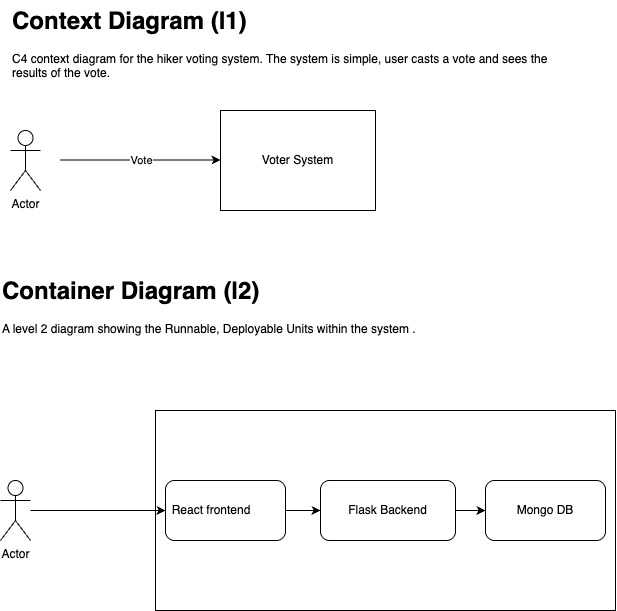 Context Diagram (l1)
C4 context diagram for the hiker voting system. The system is simple, user casts a vote and sees the
results of the vote.
Vote
Voter System
Actor
Container Diagram (l2)
A level 2 diagram showing the Runnable, Deployable Units within the system .
React frontend
Flask Backend
Mongo DB
Actor